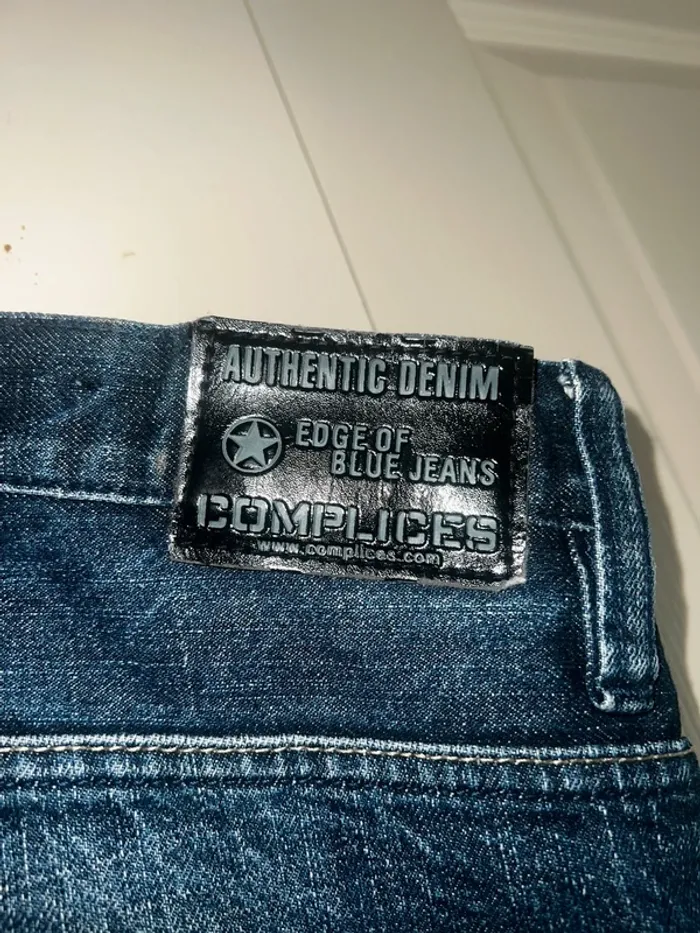 AUTHENTIC DENIM
EDGE OF
BLUE JEANS
COMPLICES
www.complices.com